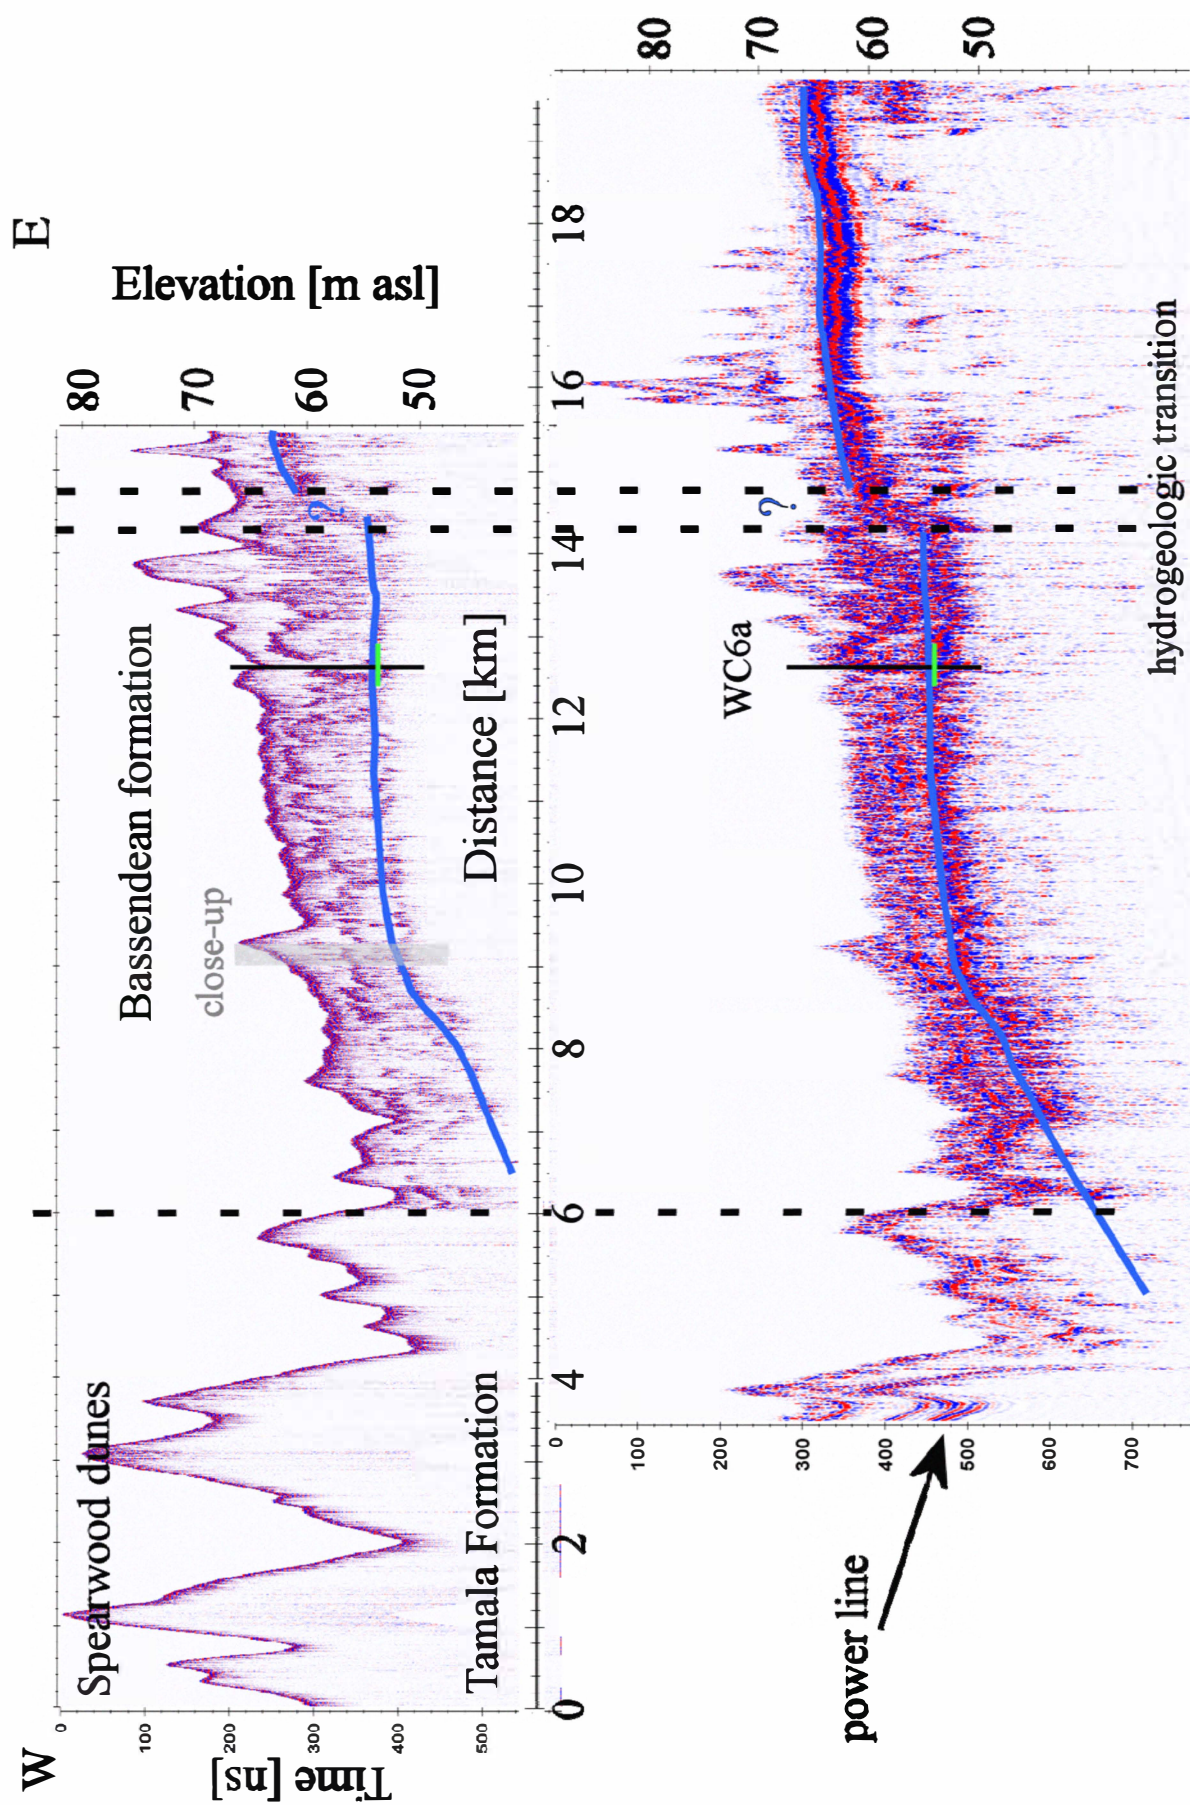 W
E
Spearwood dunes
Bassendean formation
close-up
Tamala Formation
Time [ns]
0
100
200
300
400
500
Elevation [m asl]
80
70
60
50
?
Distance [km]
0
2
4
6
8
10
12
14
16
18
WC6a
?
0
100
200
300
400
500
600
700
80
70
60
50
power line
hydrogeologic transition